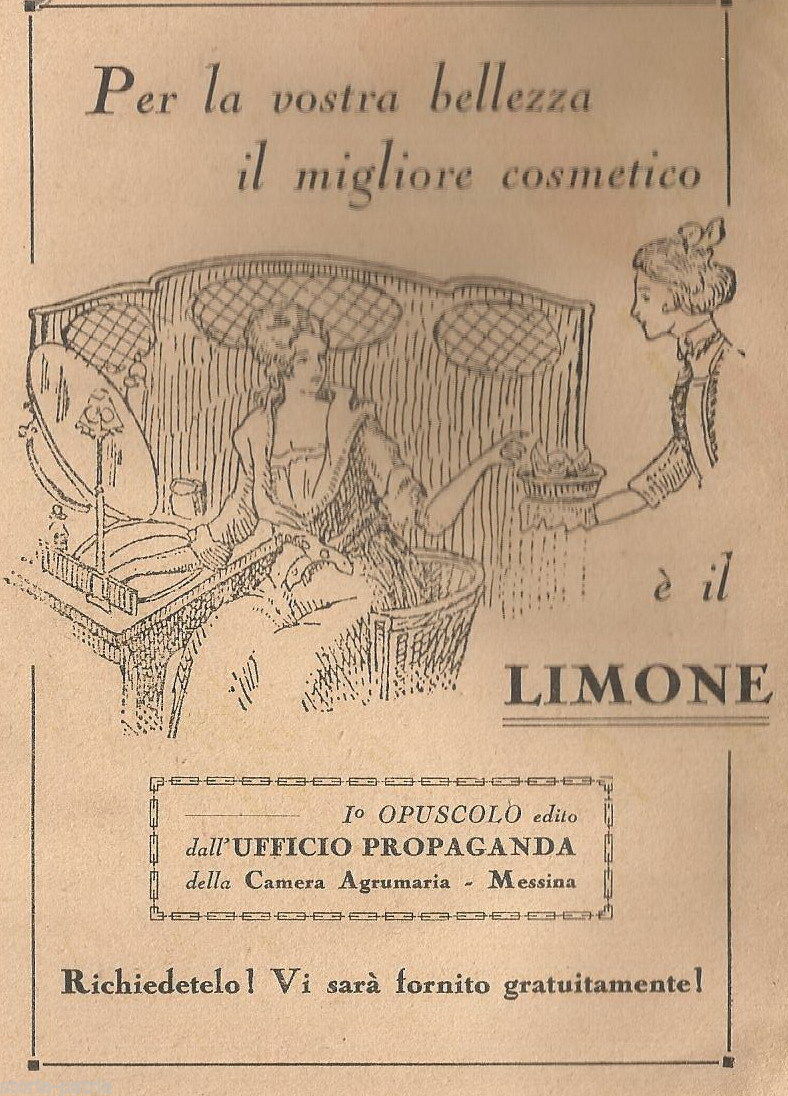 Per la vostra bellezza
il migliore cosmetico
è il
LIMONE
Iº OPUSCOLO edito
dall'UFFICIO PROPAGANDA
della Camera Agrumaria - Messina
Richiedetelo! Vi sarà fornito gratuitamente!